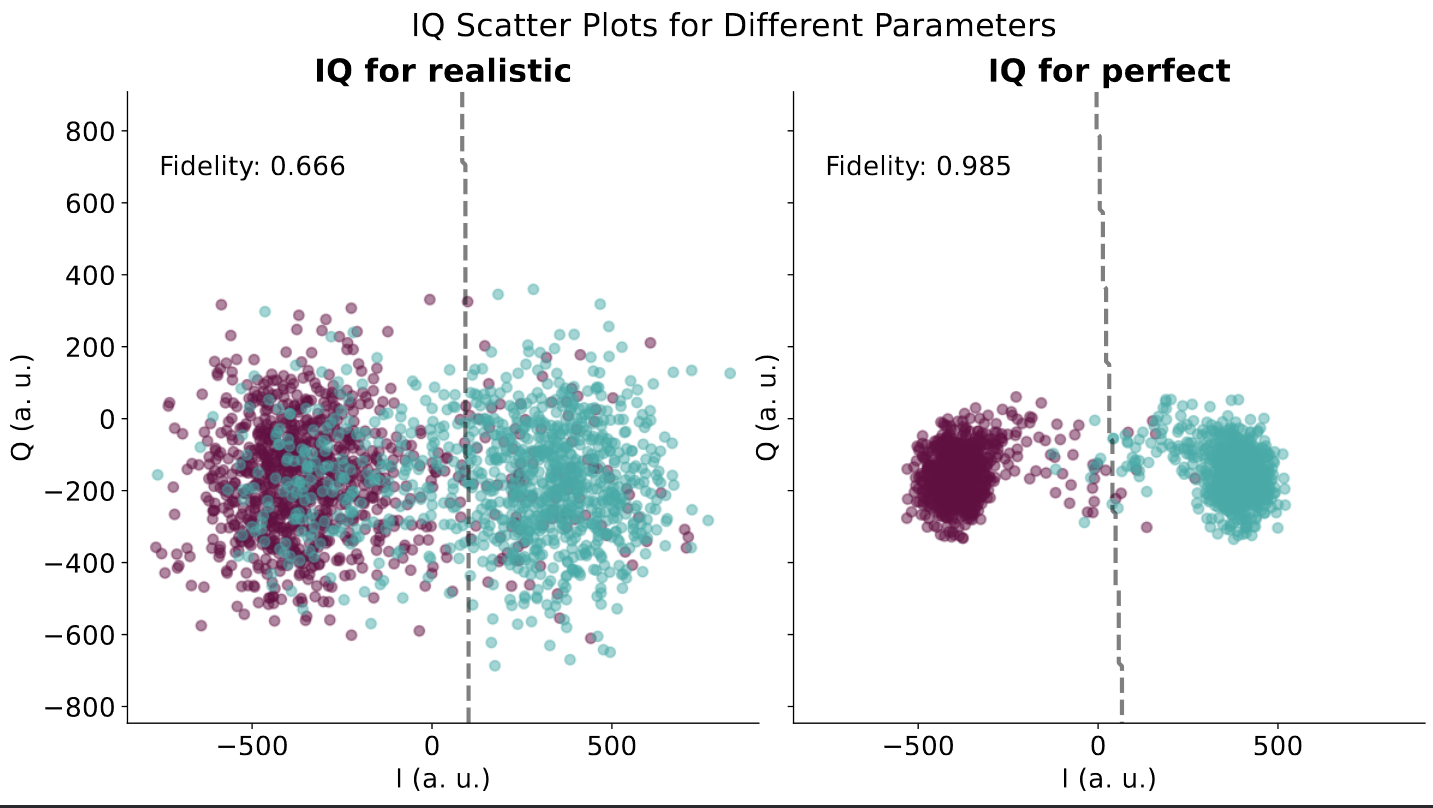 IQ Scatter Plots for Different Parameters
IQ for realistic
Fidelity: 0.666
Q (a. u.)
800
600
400
200
0
−200
−400
−600
−800
−500 0 500
I (a. u.)
IQ for perfect
Fidelity: 0.985
Q (a. u.)
−500 0 500
I (a. u.)